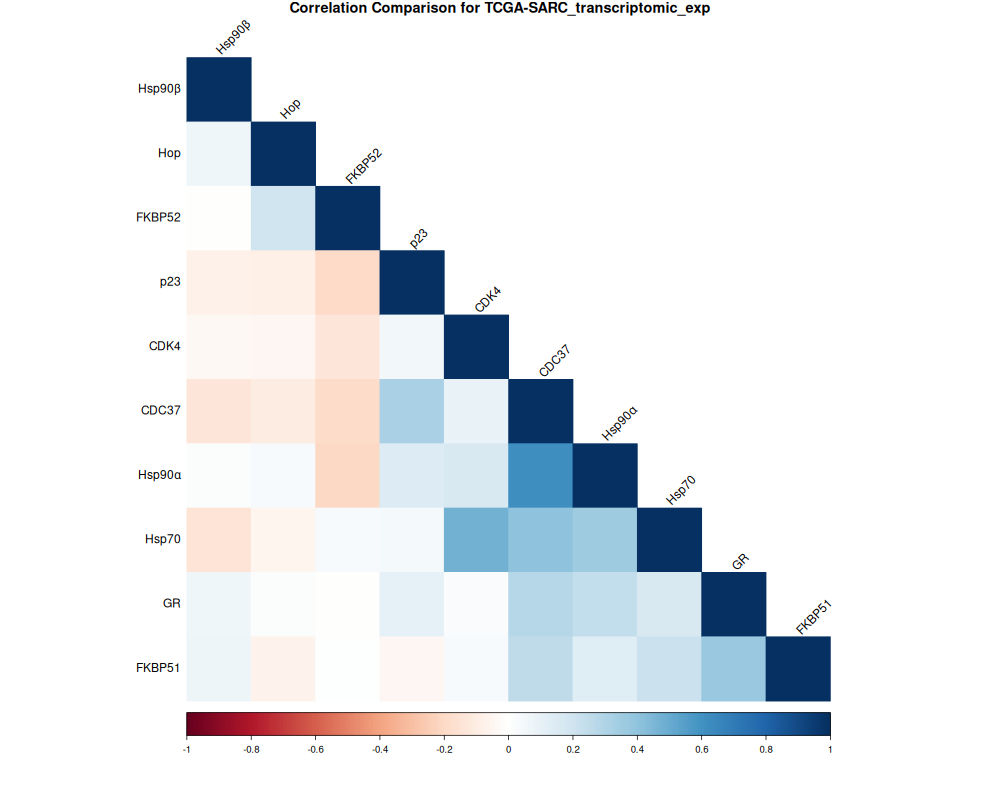 Correlation Comparison for TCGA-SARC_transcriptomic_exp
Hsp90β
Hsp90β
Hop
Hop
FKBP52
FKBP52
p23
p23
CDK4
CDK4
CDC37
CDC37
Hsp90α
Hsp90α
Hsp70
Hsp70
GR
GR
FKBP51
FKBP51
-1 -0.8 -0.6 -0.4 -0.2 0 0.2 0.4 0.6 0.8 1